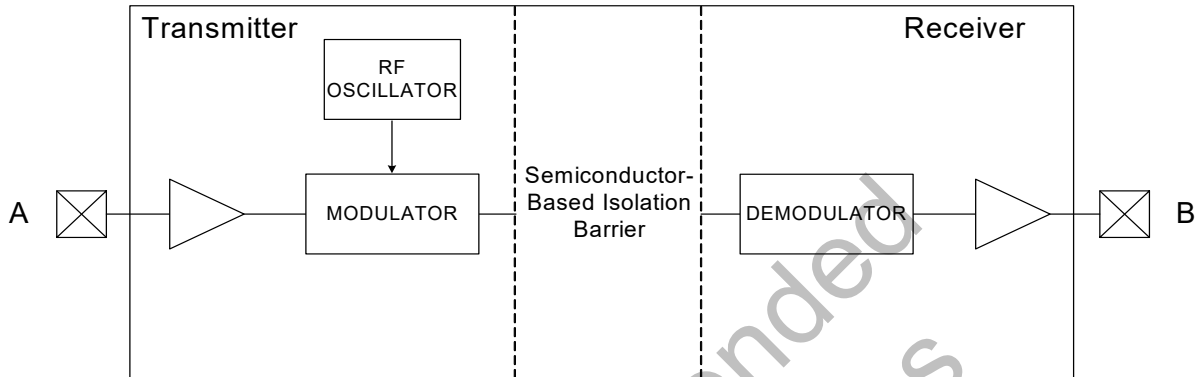 Transmitter
Receiver
RF
OSCILLATOR
A
MODULATOR
Semiconductor-
Based Isolation
Barrier
DEMODULATOR
B